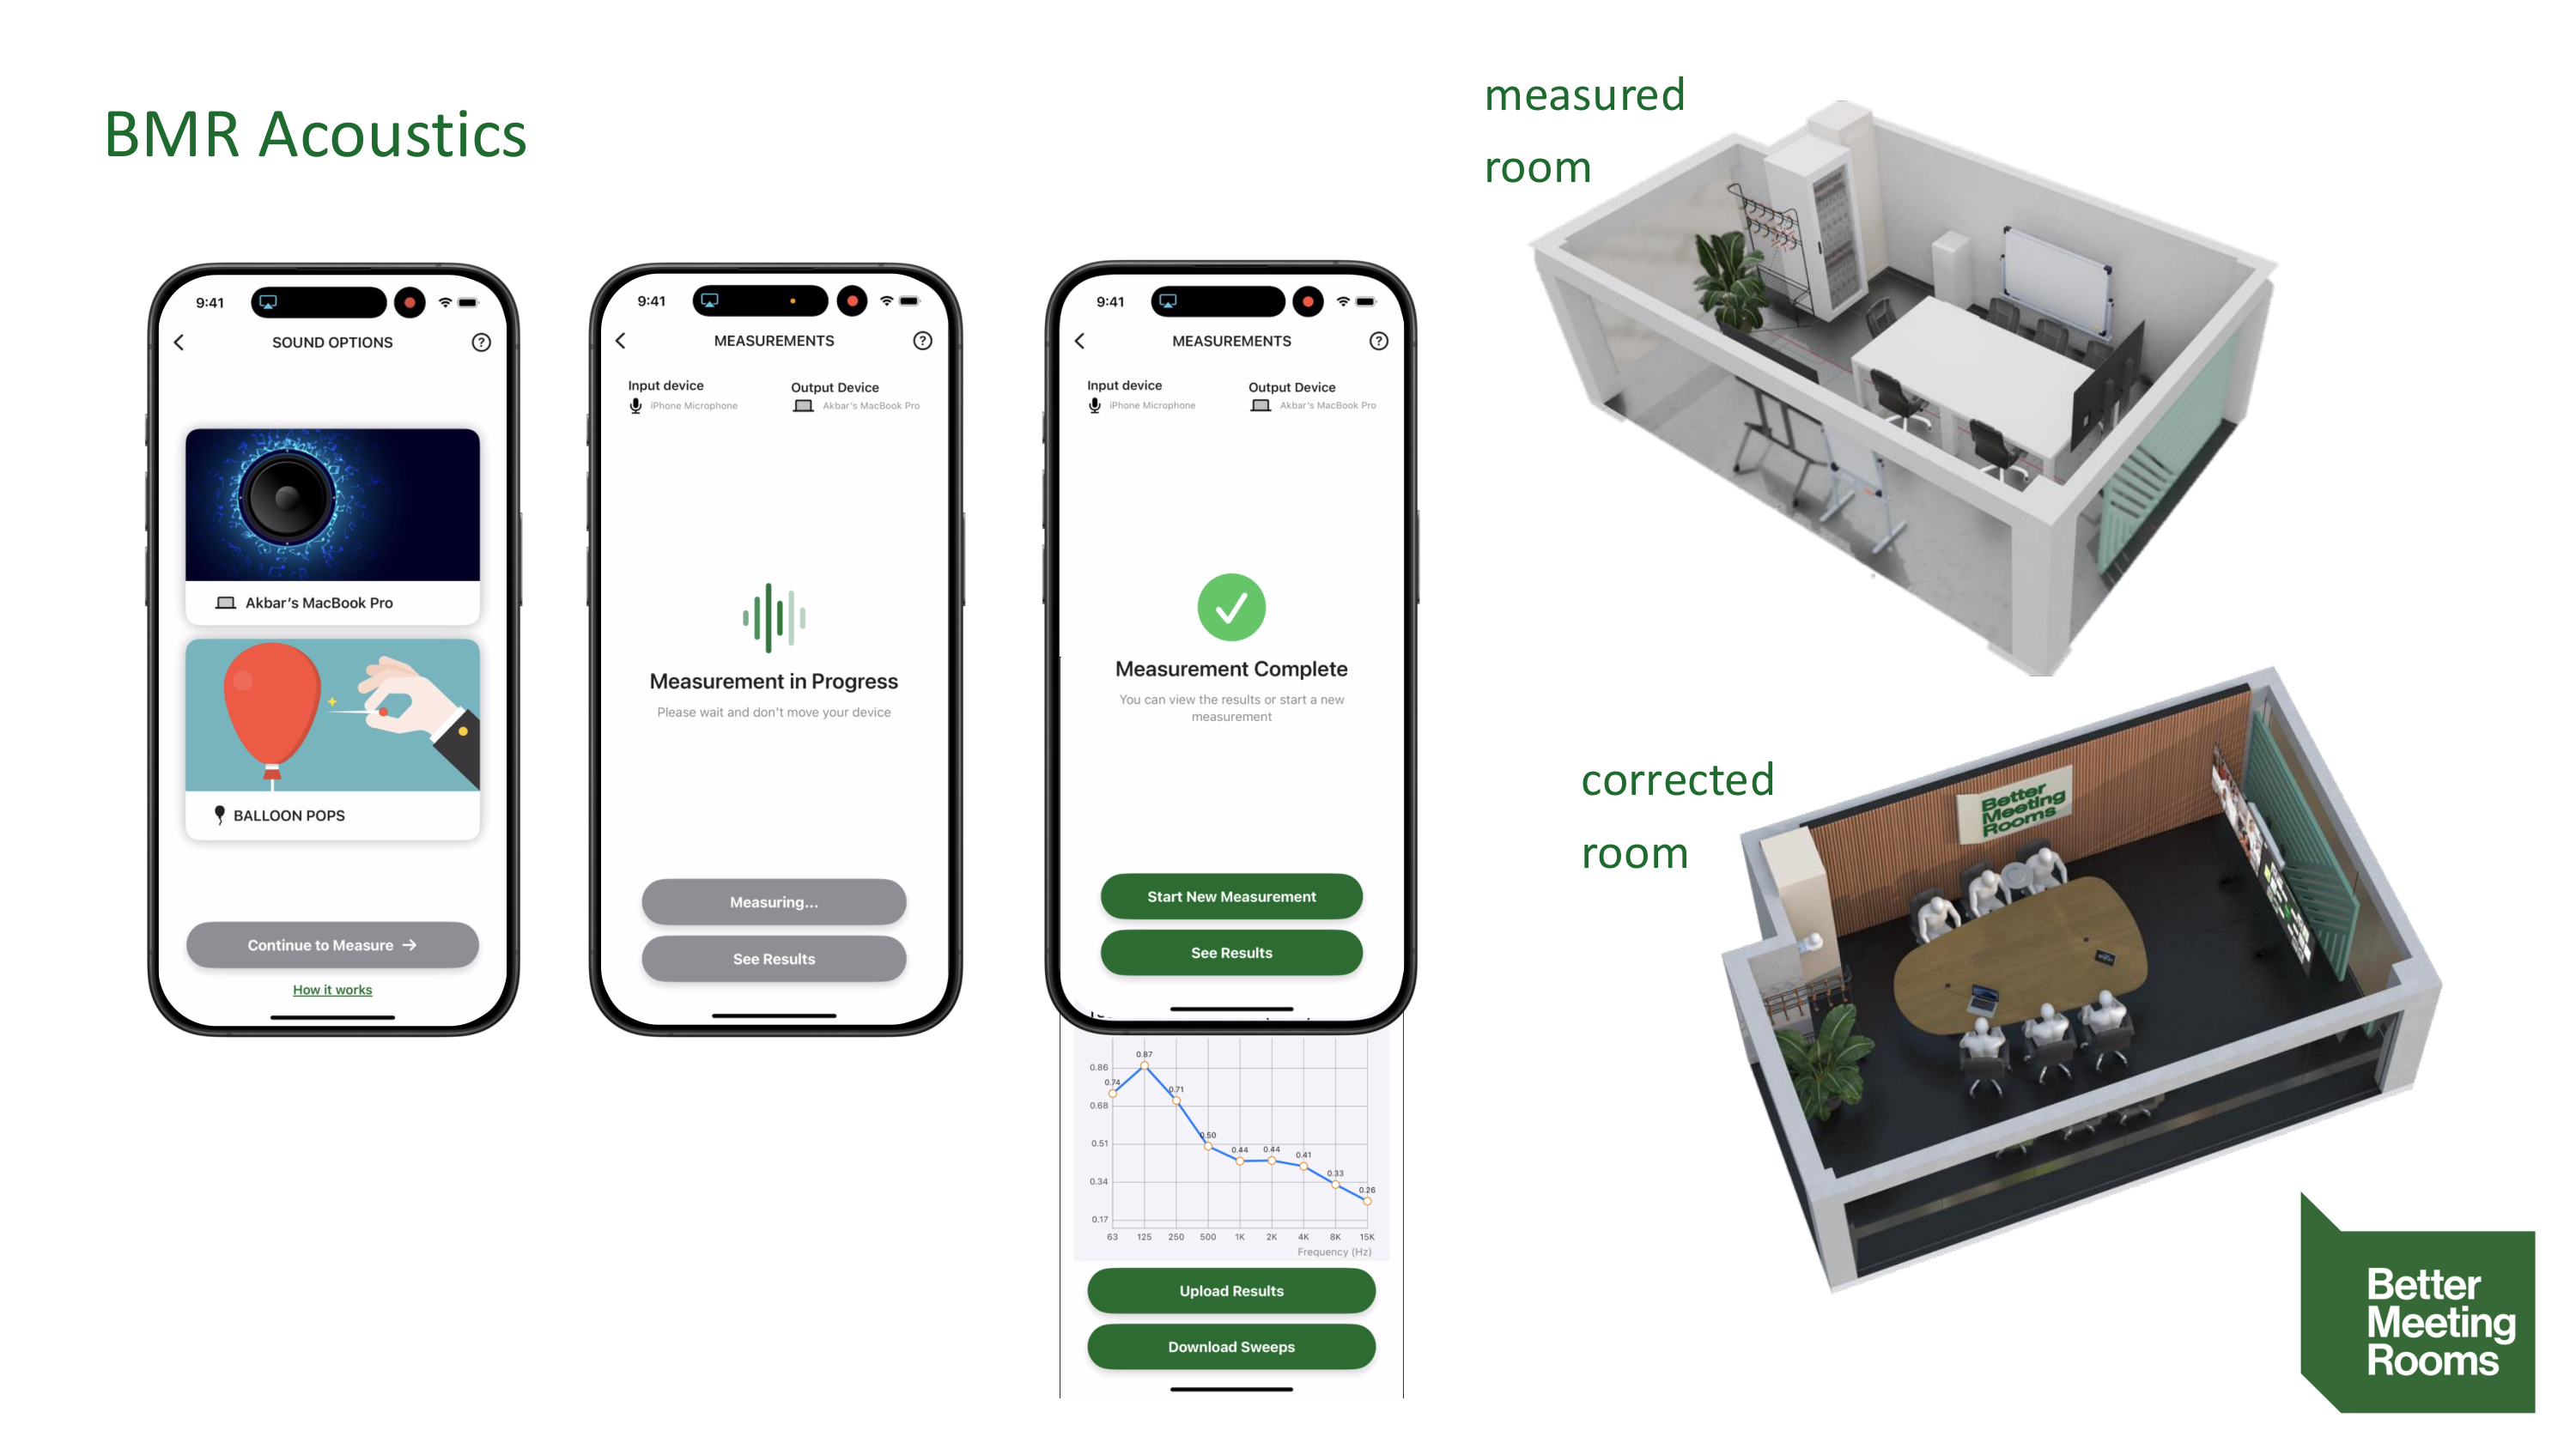 BMR Acoustics
9:41
SOUND OPTIONS
?
Akbar's MacBook Pro
BALLOON POPS
Continue to Measure →
How it works
9:41
MEASUREMENTS
?
Input device
iPhone Microphone
Output Device
Akbar's MacBook Pro
Measurement in Progress
Please wait and don't move your device
Measuring...
See Results
9:41
MEASUREMENTS
?
Input device
iPhone Microphone
Output Device
Akbar's MacBook Pro
Measurement Complete
You can view the results or start a new
measurement
Start New Measurement
See Results
0.86
0.68
0.51
0.34
0.17
0.74
0.87
0.71
0.50
0.44
0.44
0.41
0.33
0.26
63 125 250 500 1K 2K 4K 8K 15K
Frequency (Hz)
Upload Results
Download Sweeps
measured
room
corrected
room
Better
Meeting
Rooms
Better
Meeting
Rooms